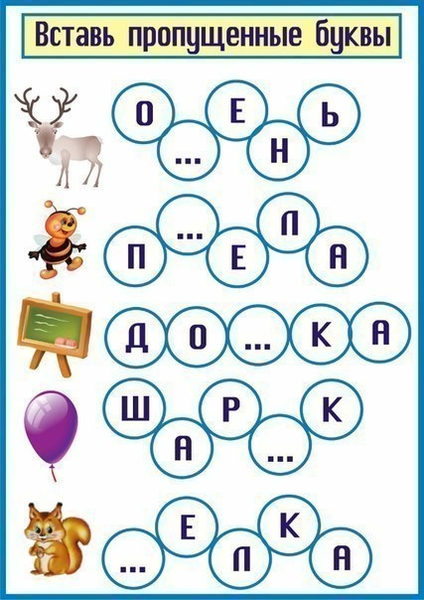 Вставь пропущенные буквы
О ... Е Н Ь
П ... Е Л А
Д О ... К А
Ш А Р ... К
... Е Л К А